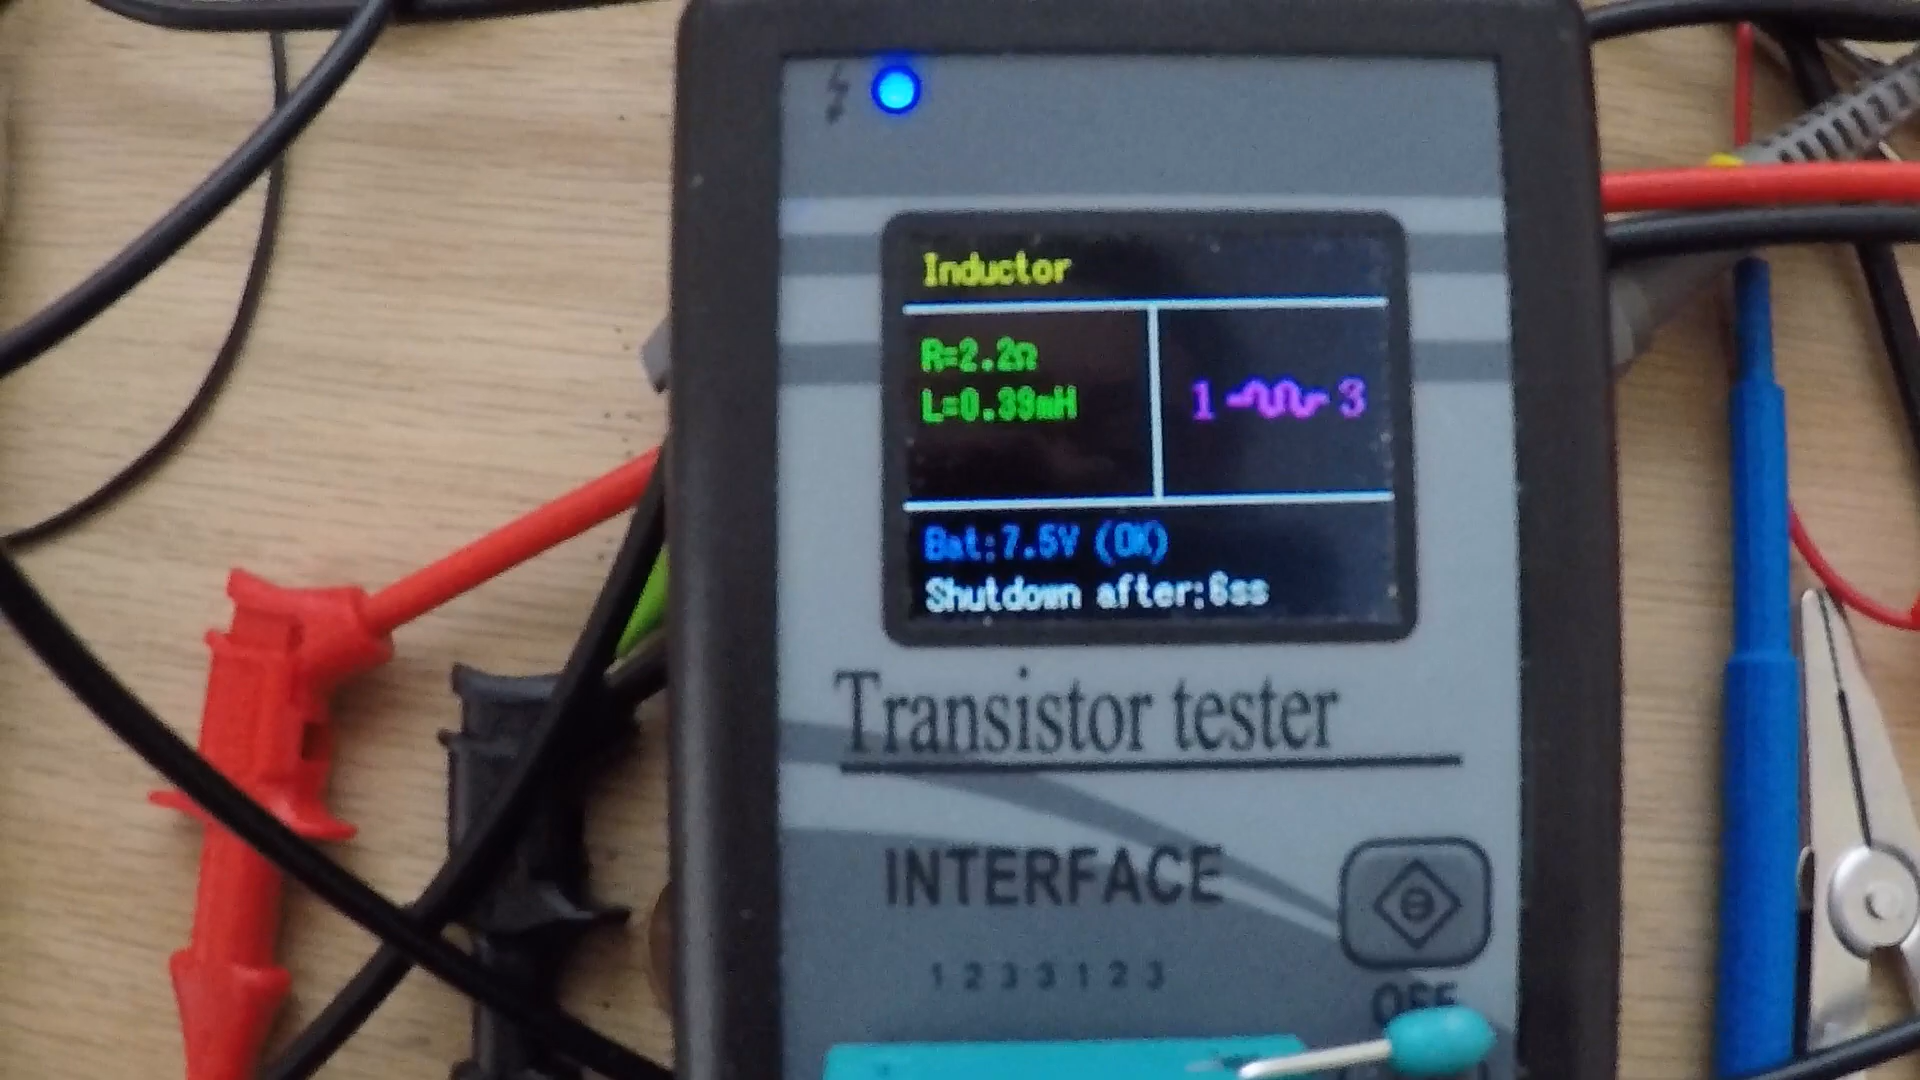 Inductor
R=2.2Ω
L=0.39mH
1 3
Bat:7.5V (OK)
Shutdown after:6ss
Transistor tester
INTERFACE
1 2 3 3 1 2 3
OFF